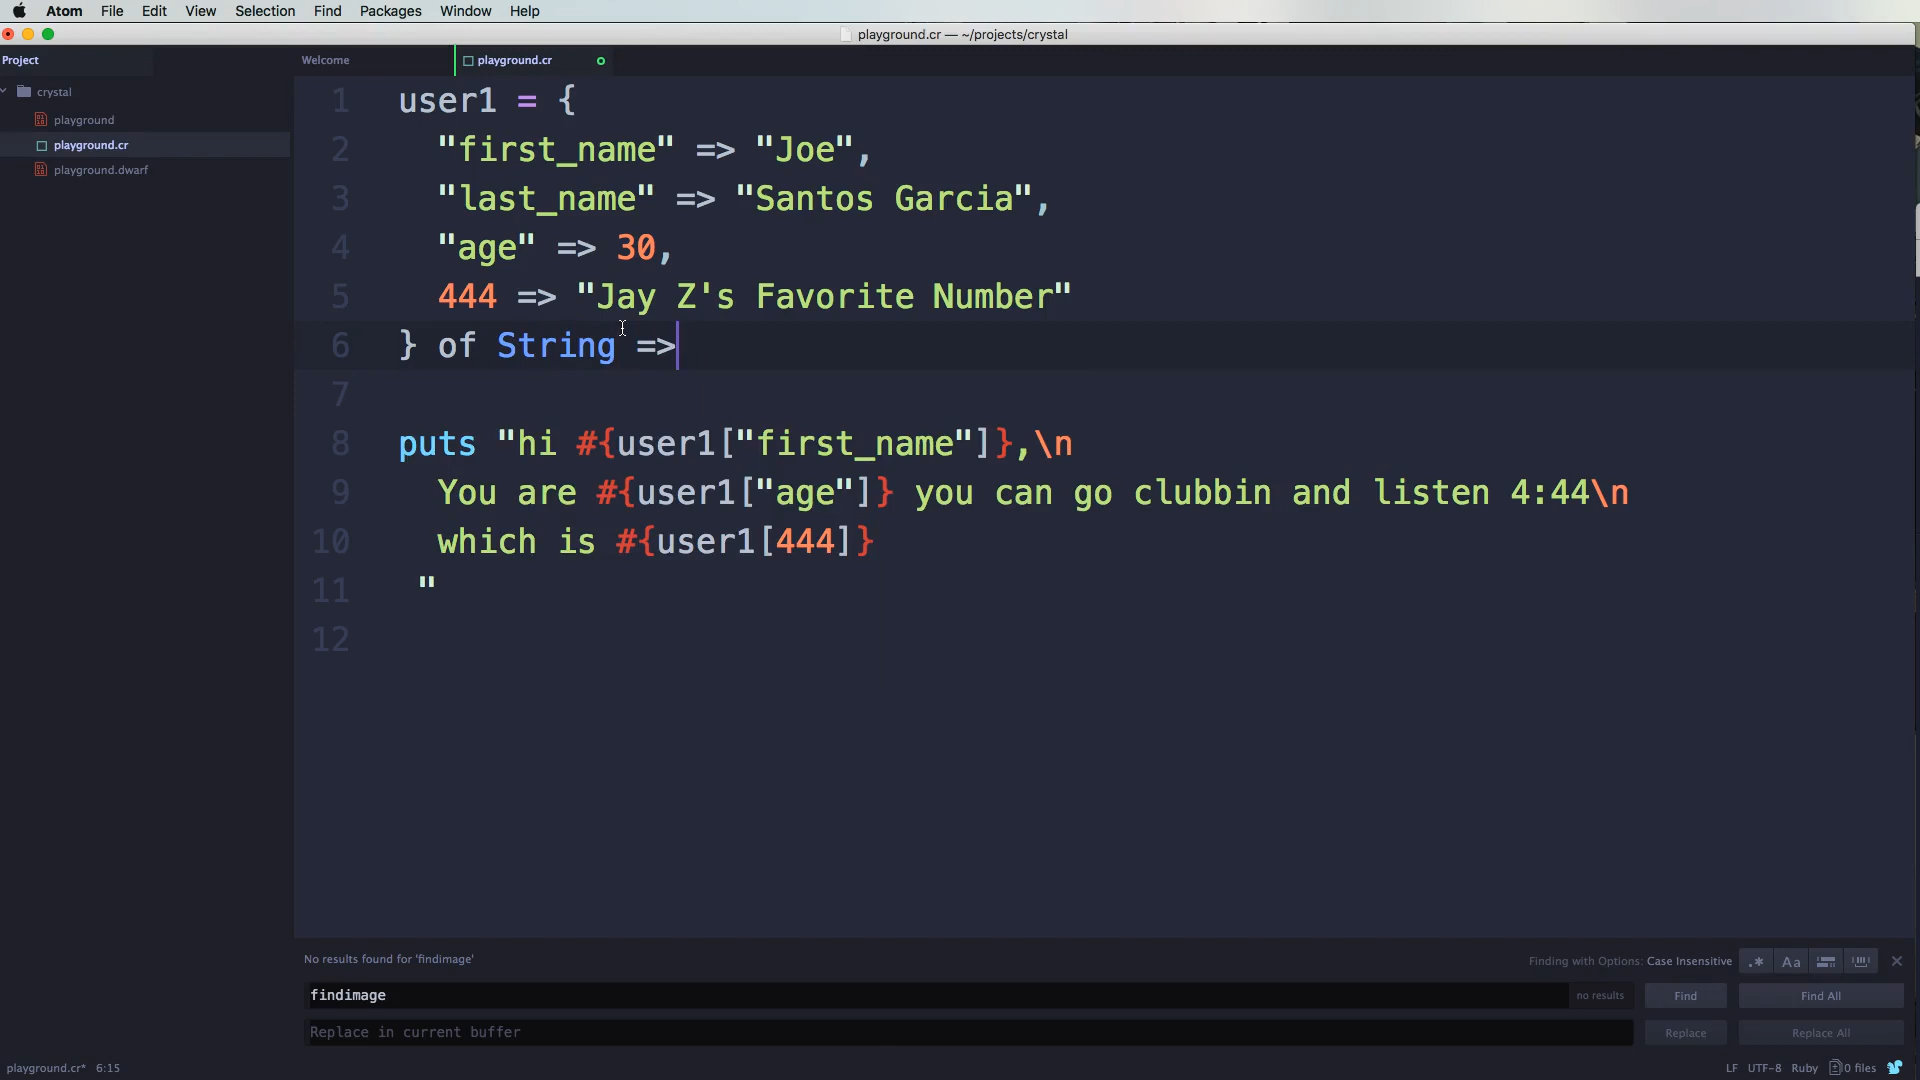 Atom File Edit View Selection Find Packages Window Help
playground.cr — ~/projects/crystal
Project
Welcome
playground.cr
crystal
playground
playground.cr
playground.dwarf
1 user1 = {
2 "first_name" => "Joe",
3 "last_name" => "Santos Garcia",
4 "age" => 30,
5 444 => "Jay Z's Favorite Number"
6 } of String =>
7
8 puts "hi #{user1["first_name"]},\n
9 You are #{user1["age"]} you can go clubbin and listen 4:44\n
10 which is #{user1[444]}
11 "
12
No results found for 'findimage'
Finding with Options: Case Insensitive
.* Aa
findimage
no results
Find
Find All
Replace in current buffer
Replace
Replace All
playground.cr* 6:15
LF UTF-8 Ruby 0 files